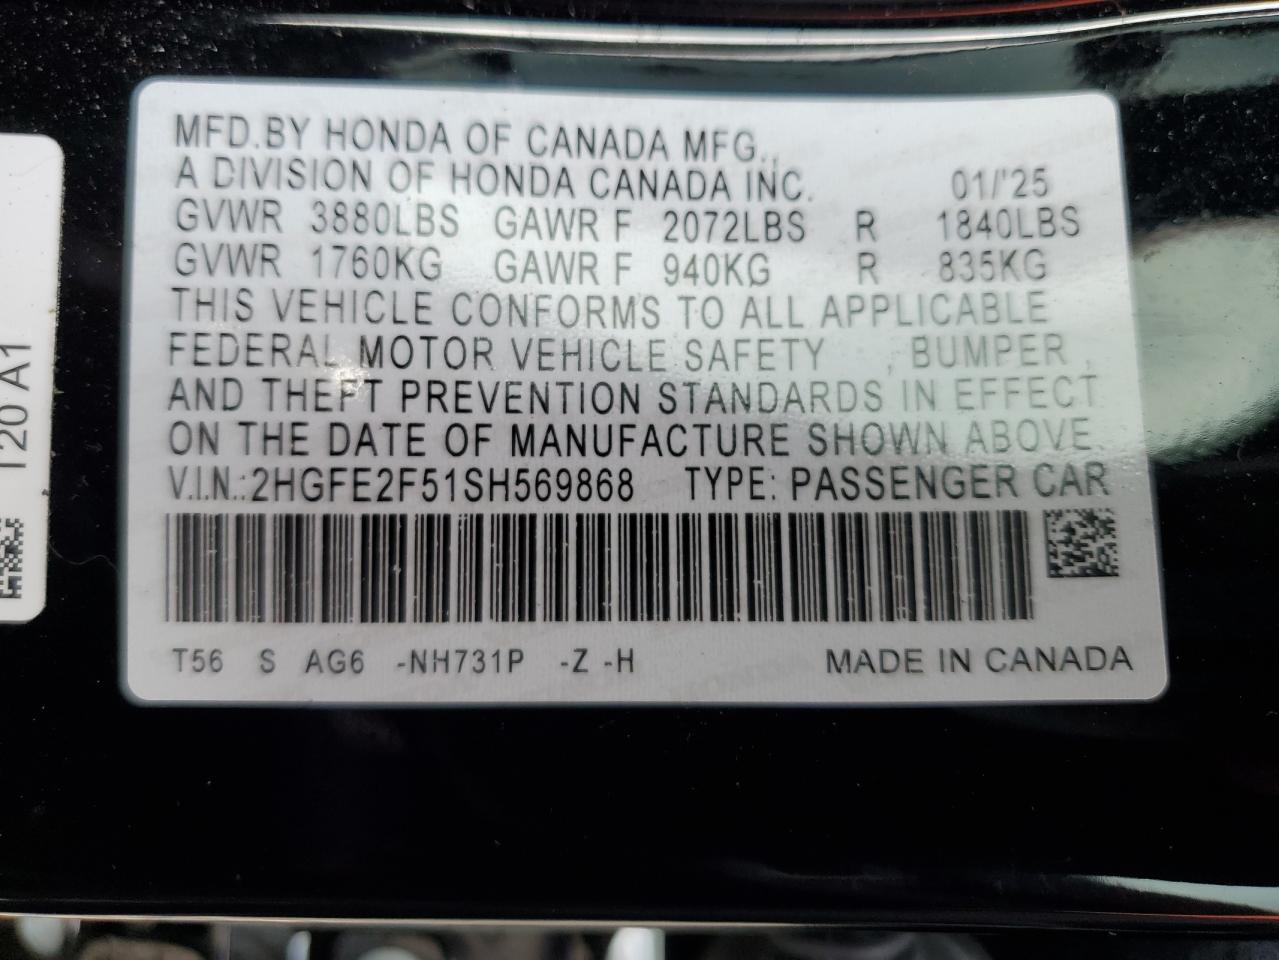 MFD.BY HONDA OF CANADA MFG.,
A DIVISION OF HONDA CANADA INC. 01/'25
GVWR 3880LBS GAWR F 2072LBS R 1840LBS
GVWR 1760KG GAWR F 940KG R 835KG
THIS VEHICLE CONFORMS TO ALL APPLICABLE
FEDERAL MOTOR VEHICLE SAFETY , BUMPER ,
AND THEFT PREVENTION STANDARDS IN EFFECT
ON THE DATE OF MANUFACTURE SHOWN ABOVE.
V.I.N.:2HGFE2F51SH569868 TYPE: PASSENGER CAR
T56 S AG6 -NH731P -Z -H MADE IN CANADA
T20 A1